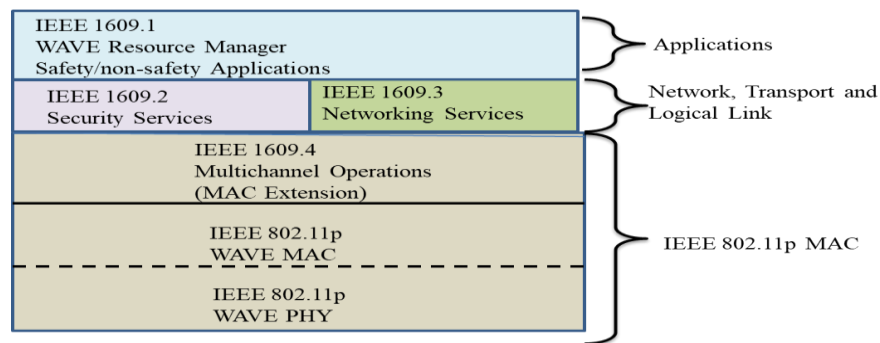 IEEE 1609.1
WAVE Resource Manager
Safety/non-safety Applications
Applications
IEEE 1609.2
Security Services
IEEE 1609.3
Networking Services
Network, Transport and
Logical Link
IEEE 1609.4
Multichannel Operations
(MAC Extension)
IEEE 802.11p
WAVE MAC
IEEE 802.11p MAC
IEEE 802.11p
WAVE PHY